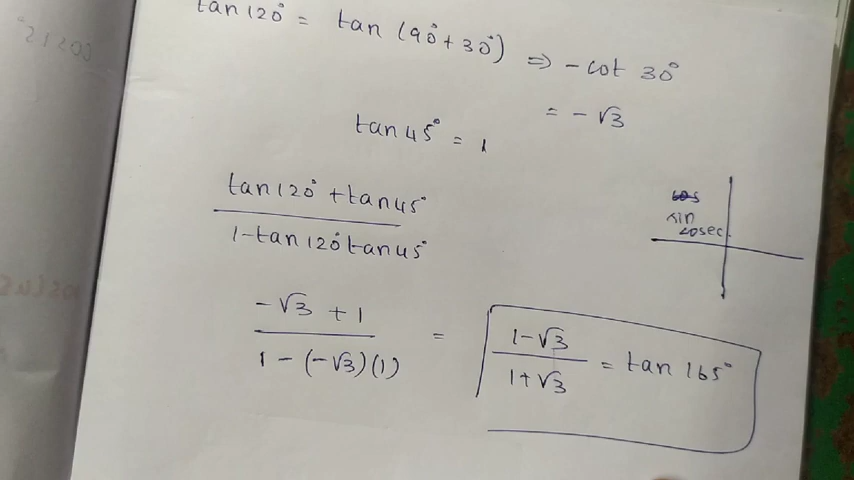 tan 120° = tan (90° + 30°) ⇒ - cot 30°
= - √3
tan 45° = 1
tan 120° + tan 45°
1 - tan 120° tan 45°
sin
cosec
- √3 + 1
1 - (-√3) (1)
=
1 - √3
1 + √3
= tan 165°